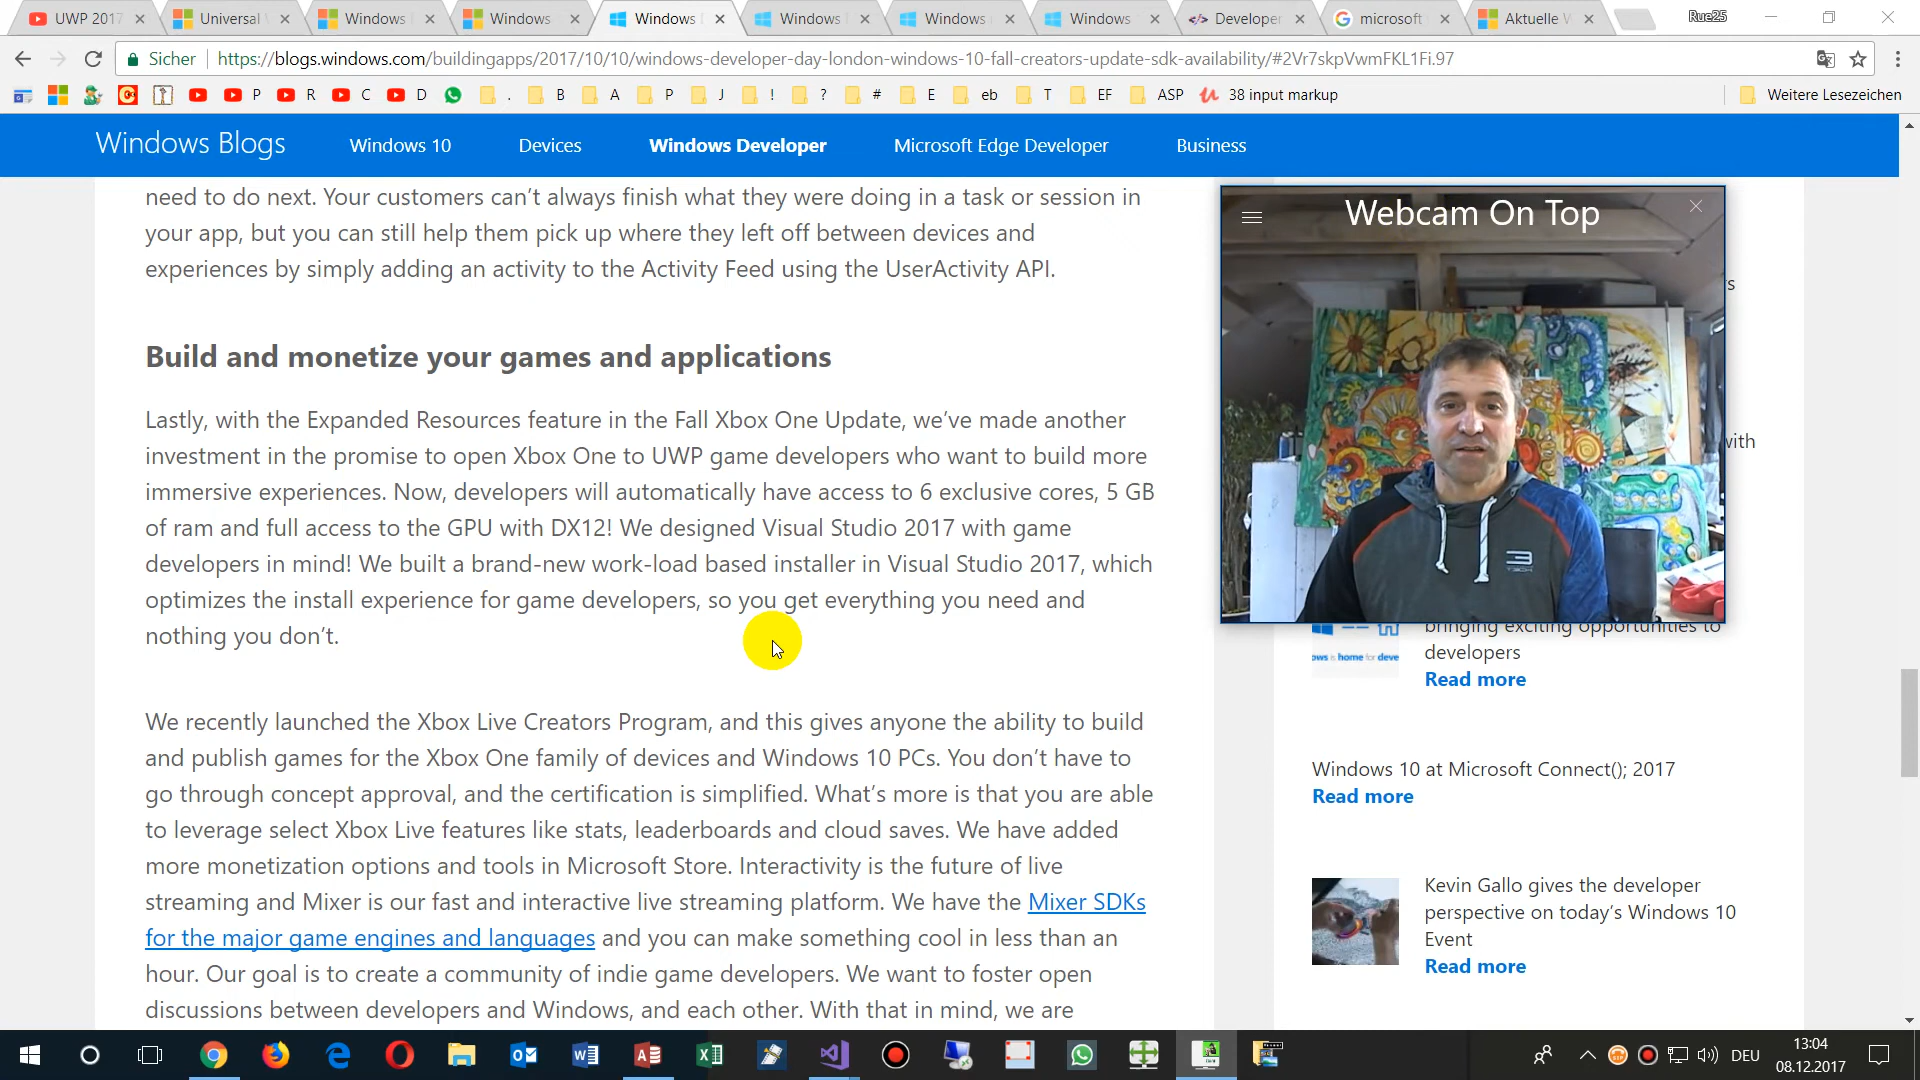 UWP 2017
Universal
Windows
Windows
Windows
Windows
Windows
Windows
Developer
microsoft
Aktuelle
Rue25
Sicher
https://blogs.windows.com/buildingapps/2017/10/10/windows-developer-day-london-windows-10-fall-creators-update-sdk-availability/#2Vr7skpVwmFKL1Fi.97
P R C D . B A P J ! ? # E eb T EF ASP 38 input markup Weitere Lesezeichen
Windows Blogs
Windows 10
Devices
Windows Developer
Microsoft Edge Developer
Business
need to do next. Your customers can’t always finish what they were doing in a task or session in
your app, but you can still help them pick up where they left off between devices and
experiences by simply adding an activity to the Activity Feed using the UserActivity API.
Build and monetize your games and applications
Lastly, with the Expanded Resources feature in the Fall Xbox One Update, we’ve made another
investment in the promise to open Xbox One to UWP game developers who want to build more
immersive experiences. Now, developers will automatically have access to 6 exclusive cores, 5 GB
of ram and full access to the GPU with DX12! We designed Visual Studio 2017 with game
developers in mind! We built a brand-new work-load based installer in Visual Studio 2017, which
optimizes the install experience for game developers, so you get everything you need and
nothing you don’t.
We recently launched the Xbox Live Creators Program, and this gives anyone the ability to build
and publish games for the Xbox One family of devices and Windows 10 PCs. You don’t have to
go through concept approval, and the certification is simplified. What’s more is that you are able
to leverage select Xbox Live features like stats, leaderboards and cloud saves. We have added
more monetization options and tools in Microsoft Store. Interactivity is the future of live
streaming and Mixer is our fast and interactive live streaming platform. We have the Mixer SDKs
for the major game engines and languages and you can make something cool in less than an
hour. Our goal is to create a community of indie game developers. We want to foster open
discussions between developers and Windows, and each other. With that in mind, we are
Webcam On Top
with
bringing exciting opportunities to
developers
Read more
ows is home for deve
Windows 10 at Microsoft Connect(); 2017
Read more
Kevin Gallo gives the developer
perspective on today’s Windows 10
Event
Read more
DEU
13:04
08.12.2017